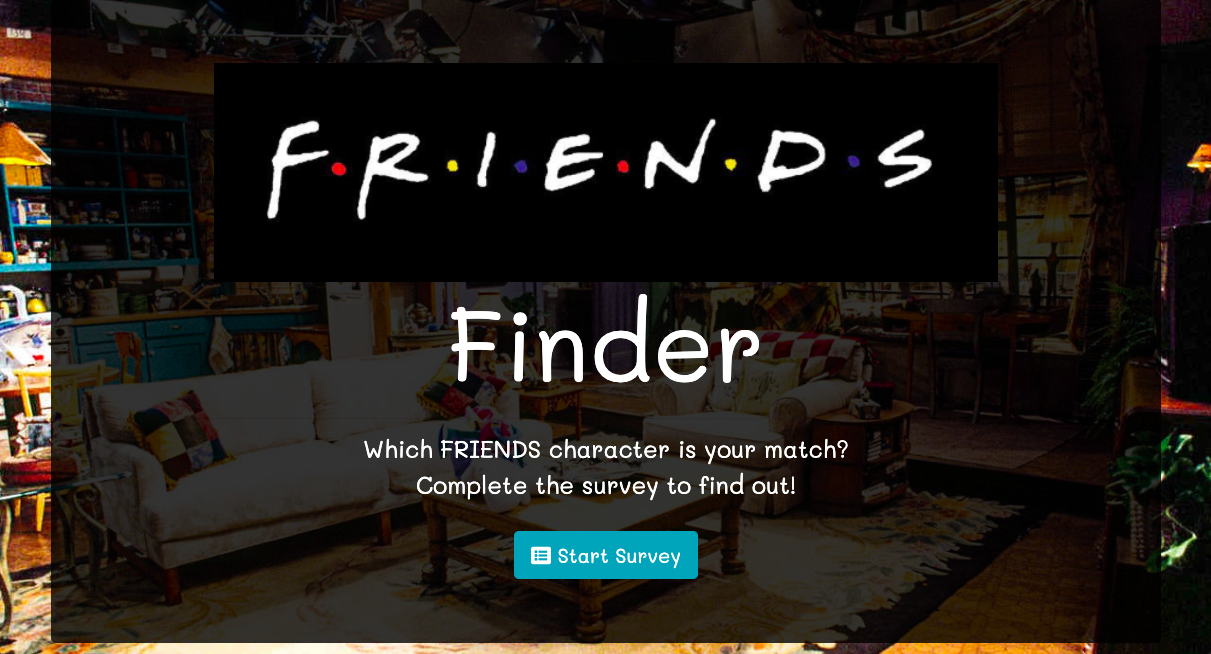 F•R•I•E•N•D•S
Finder
Which FRIENDS character is your match?
Complete the survey to find out!
Start Survey